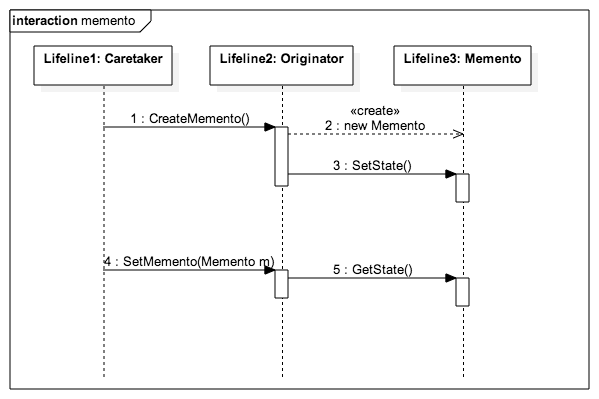 interaction memento
Lifeline1: Caretaker
Lifeline2: Originator
Lifeline3: Memento
1 : CreateMemento()
«create»
2 : new Memento
3 : SetState()
4 : SetMemento(Memento m)
5 : GetState()